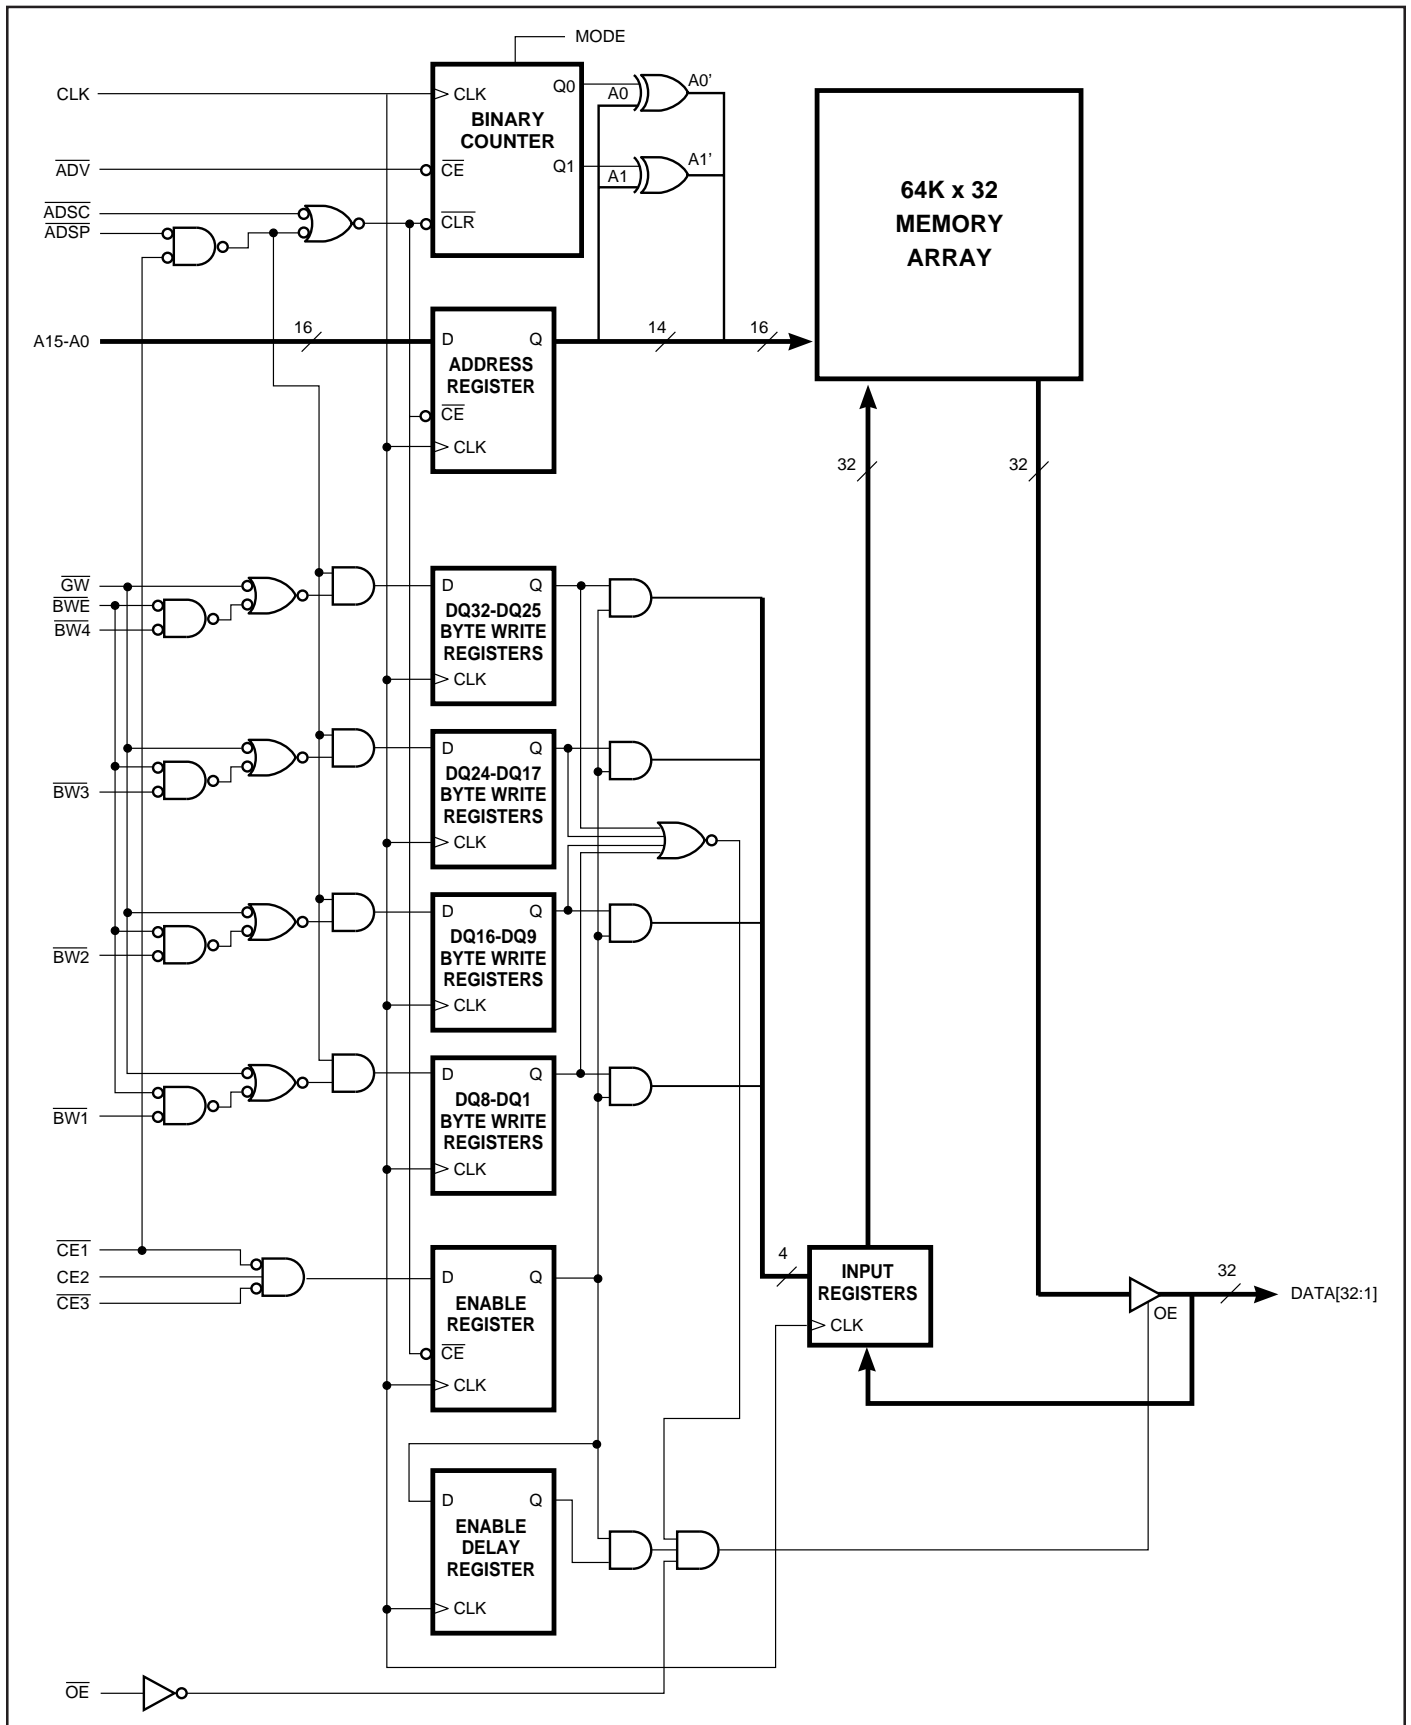 MODE
CLK
CLK
Q0
A0
A0'
BINARY
COUNTER
ADV
CE
Q1
A1
A1'
64K x 32
MEMORY
ARRAY
ADSC
ADSP
CLR
A15-A0
16
D
Q
14
16
ADDRESS
REGISTER
CE
CLK
32
32
GW
BWE
BW4
D
Q
DQ32-DQ25
BYTE WRITE
REGISTERS
CLK
BW3
D
Q
DQ24-DQ17
BYTE WRITE
REGISTERS
CLK
BW2
D
Q
DQ16-DQ9
BYTE WRITE
REGISTERS
CLK
BW1
D
Q
DQ8-DQ1
BYTE WRITE
REGISTERS
CLK
CE1
CE2
CE3
D
Q
ENABLE
REGISTER
CE
CLK
4
INPUT
REGISTERS
CLK
32
DATA[32:1]
OE
D
Q
ENABLE
DELAY
REGISTER
CLK
OE